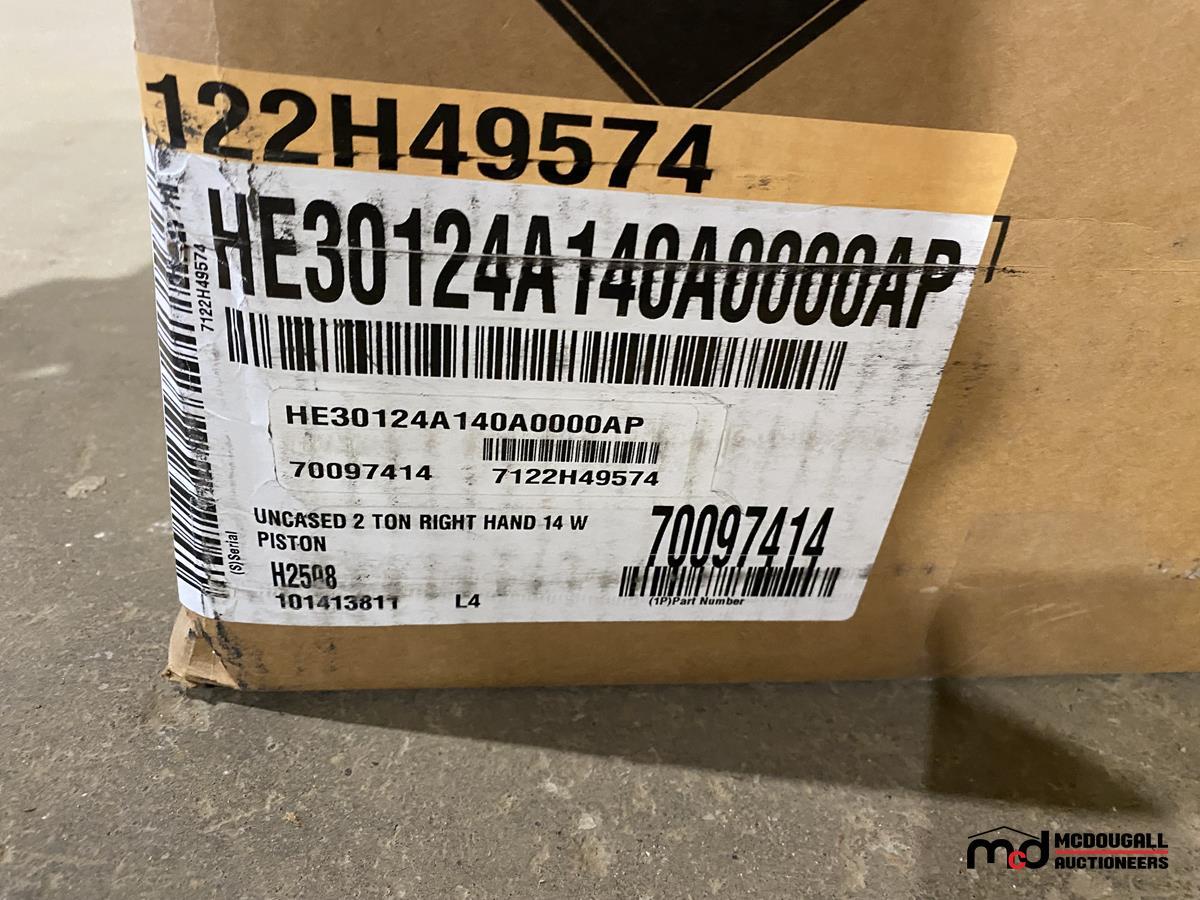 122H49574
HE30124A140A0000AP
7122H49574
HE30124A140A0000AP
70097414 7122H49574
UNCASED 2 TON RIGHT HAND 14 W
PISTON
70097414
H2508
101413811 L4
(1P)Part Number
(S)Serial
mcd MCDOUGALL
AUCTIONEERS